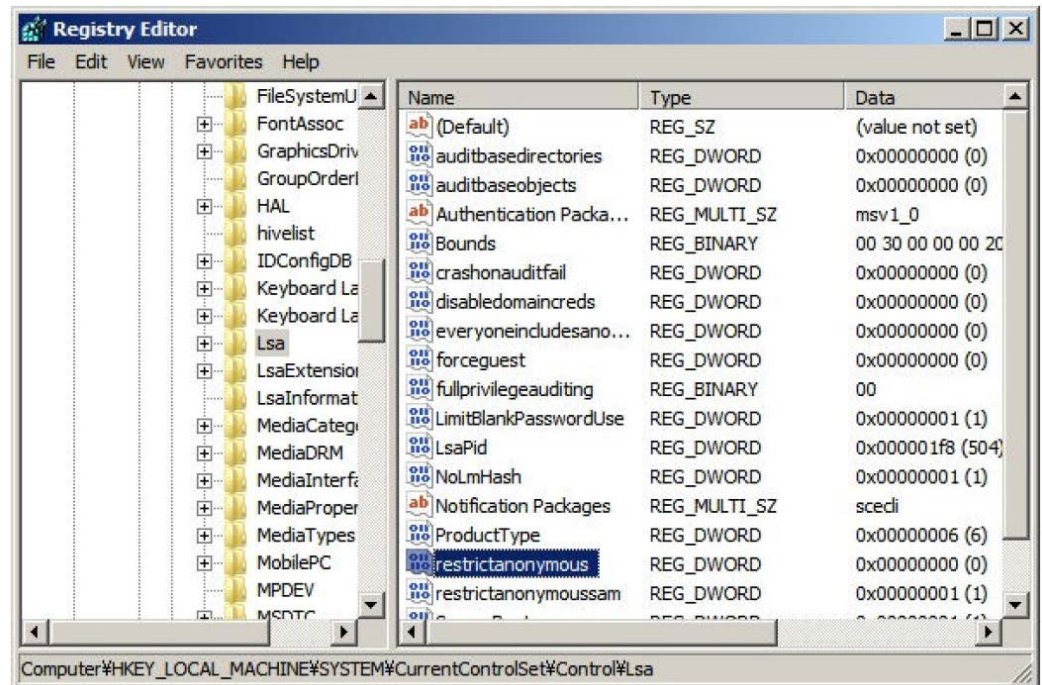 Registry Editor
File Edit View Favorites Help
FileSystemU
FontAssoc
GraphicsDriv
GroupOrderl
HAL
hivelist
IDConfigDB
Keyboard La
Keyboard La
Lsa
LsaExtension
LsaInformat
MediaCatego
MediaDRM
MediaInterfa
MediaProper
MediaTypes
MobilePC
MPDEV
MSDTC
Name Type Data
(Default) REG_SZ (value not set)
auditbasedirectories REG_DWORD 0x00000000 (0)
auditbaseobjects REG_DWORD 0x00000000 (0)
Authentication Packa... REG_MULTI_SZ msv1_0
Bounds REG_BINARY 00 30 00 00 00 20
crashonauditfail REG_DWORD 0x00000000 (0)
disabledomaincreds REG_DWORD 0x00000000 (0)
everyoneincludesano... REG_DWORD 0x00000000 (0)
forceguest REG_DWORD 0x00000000 (0)
fullprivilegeauditing REG_BINARY 00
LimitBlankPasswordUse REG_DWORD 0x00000001 (1)
LsaPid REG_DWORD 0x000001f8 (504)
NoLmHash REG_DWORD 0x00000001 (1)
Notification Packages REG_MULTI_SZ scecli
ProductType REG_DWORD 0x00000006 (6)
restrictanonymous REG_DWORD 0x00000000 (0)
restrictanonymoussam REG_DWORD 0x00000001 (1)
Computer¥HKEY_LOCAL_MACHINE¥SYSTEM¥CurrentControlSet¥Control¥Lsa